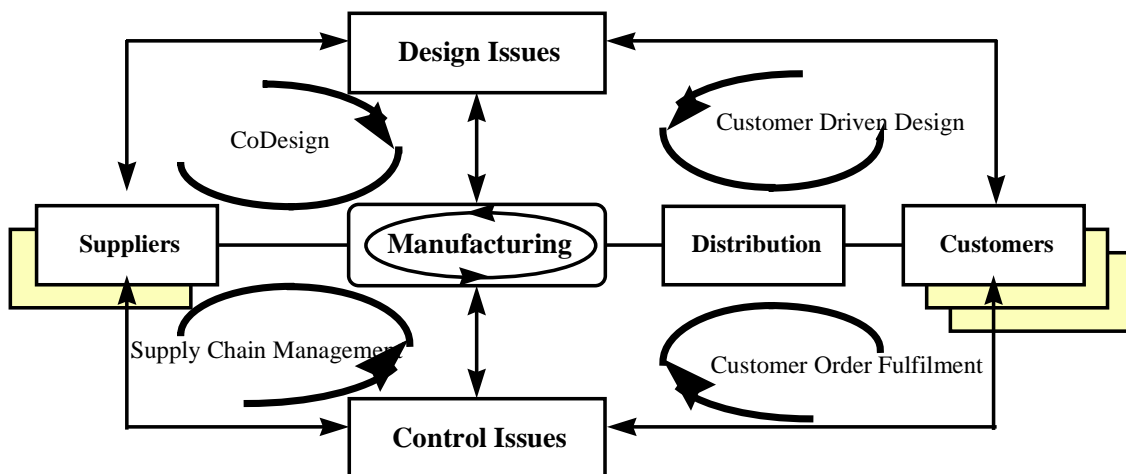 Design Issues
CoDesign
Customer Driven Design
Suppliers
Manufacturing
Distribution
Customers
Supply Chain Management
Customer Order Fulfilment
Control Issues